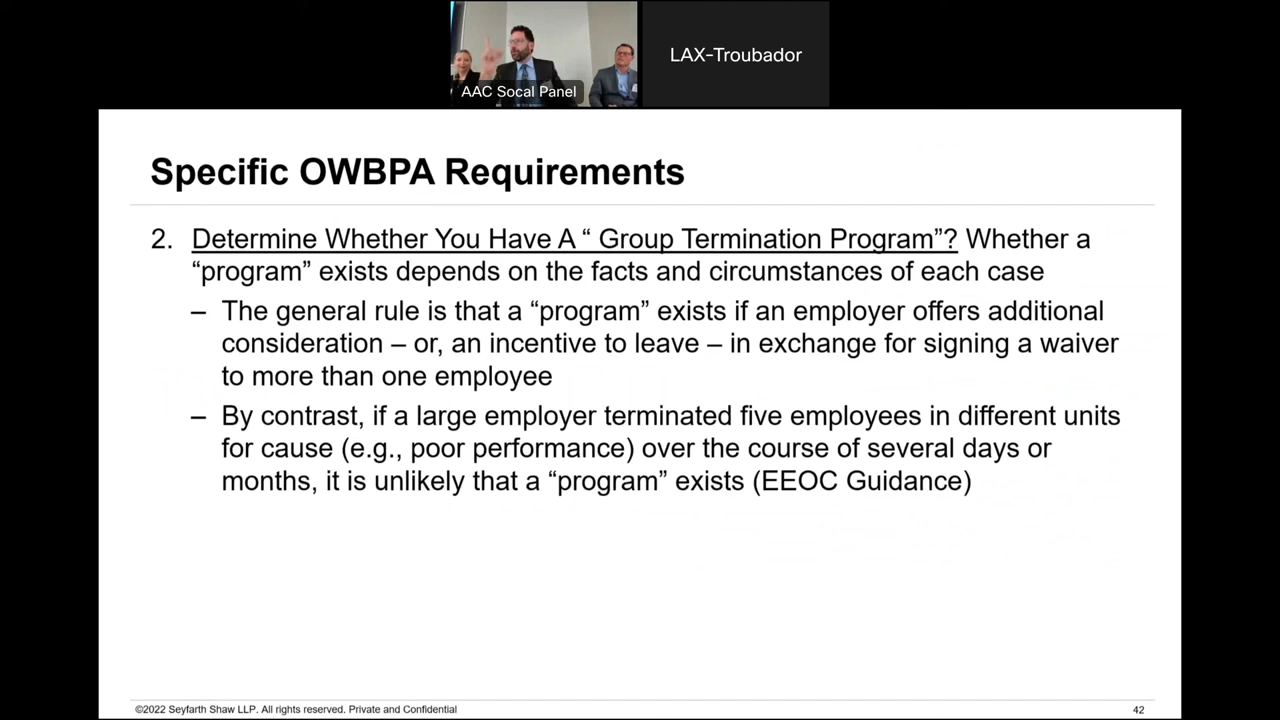 AAC Socal Panel
LAX-Troubador
Specific OWBPA Requirements
2. Determine Whether You Have A “ Group Termination Program”? Whether a
“program” exists depends on the facts and circumstances of each case
– The general rule is that a “program” exists if an employer offers additional
consideration – or, an incentive to leave – in exchange for signing a waiver
to more than one employee
– By contrast, if a large employer terminated five employees in different units
for cause (e.g., poor performance) over the course of several days or
months, it is unlikely that a “program” exists (EEOC Guidance)
©2022 Seyfarth Shaw LLP. All rights reserved. Private and Confidential
42